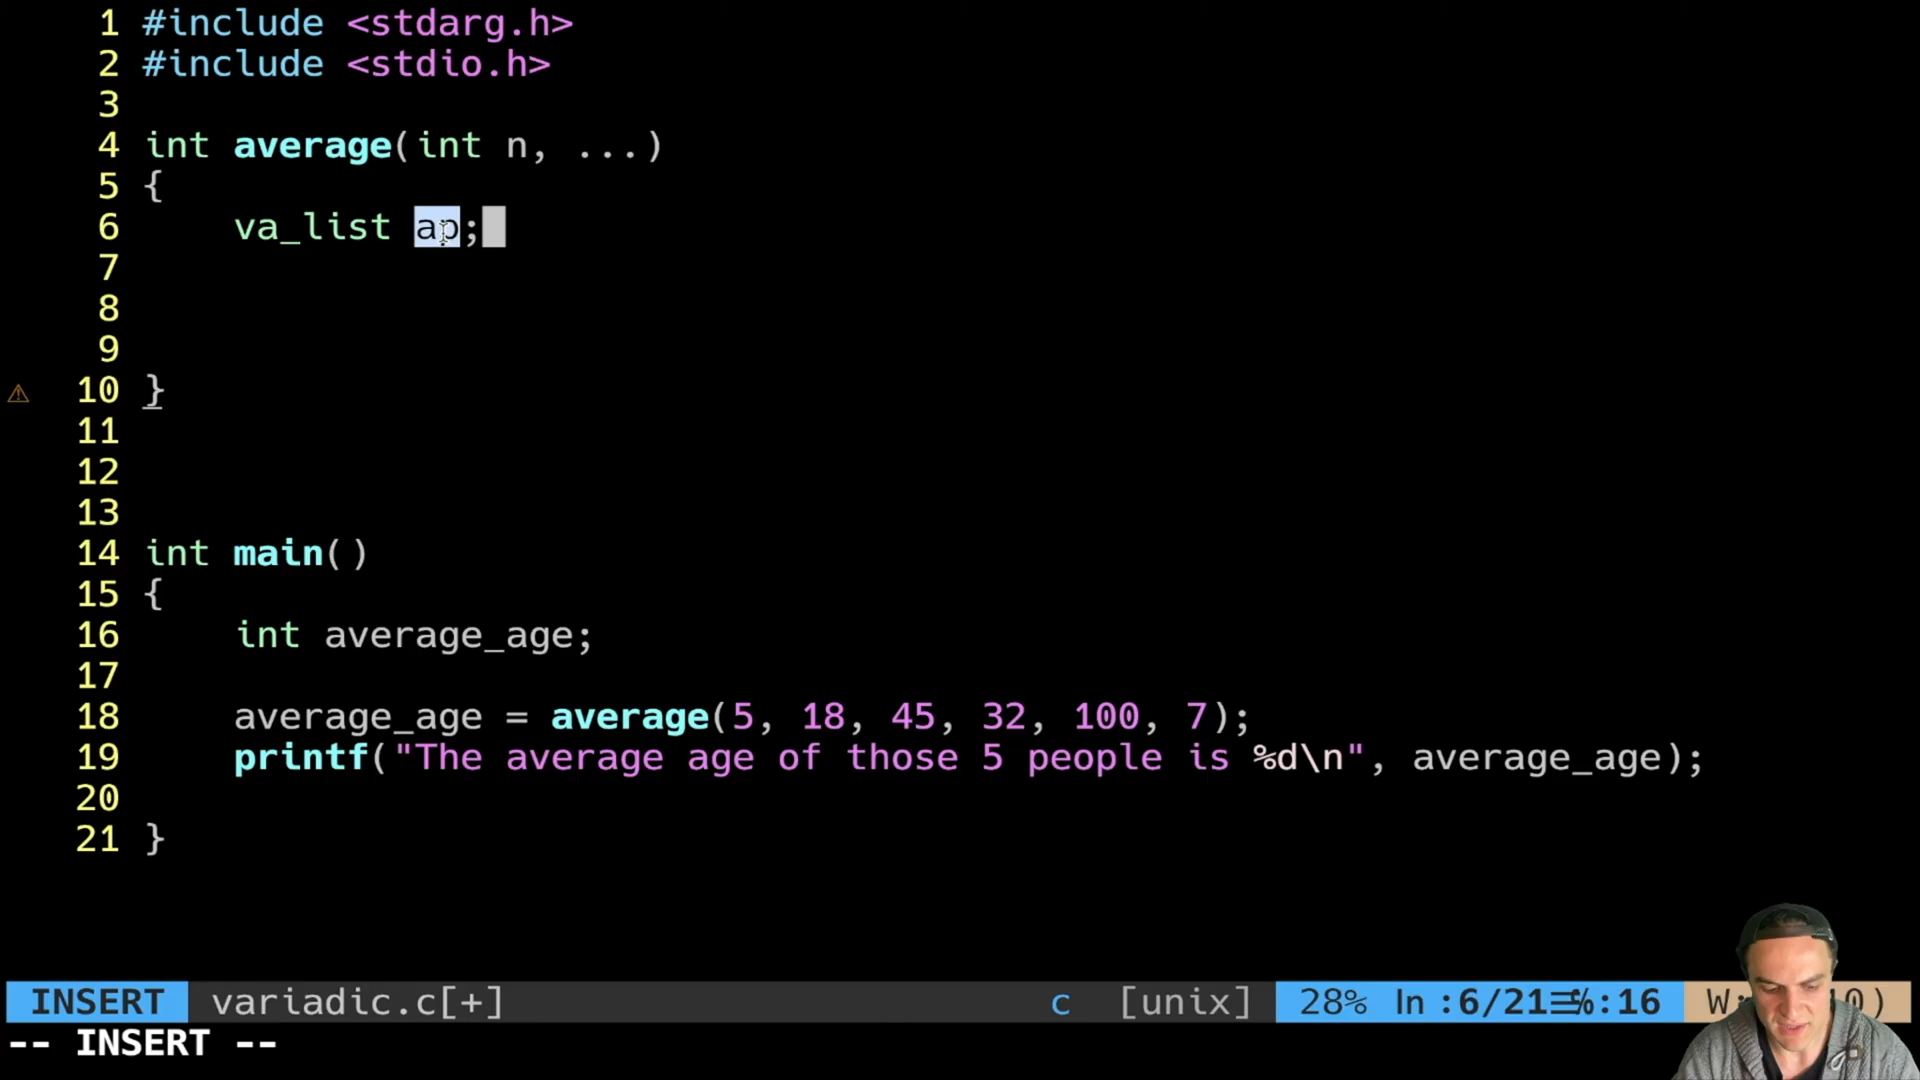 1 #include <stdarg.h>
2 #include <stdio.h>
3
4 int average(int n, ...)
5 {
6     va_list ap;
7
8
9
⚠ 10 }
11
12
13
14 int main()
15 {
16     int average_age;
17
18     average_age = average(5, 18, 45, 32, 100, 7);
19     printf("The average age of those 5 people is %d\n", average_age);
20
21 }
INSERT variadic.c[+] c [unix] 28% ln :6/21≡%:16 W:
-- INSERT --